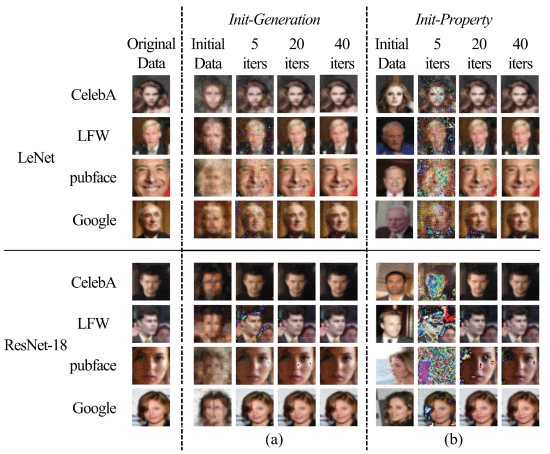 Init-Generation Init-Property
Original Initial 5 20 40 Initial 5 20 40
Data Data iters iters iters Data iters iters iters
CelebA
LFW
LeNet
pubface
Google
CelebA
LFW
ResNet-18
pubface
Google
(a) (b)